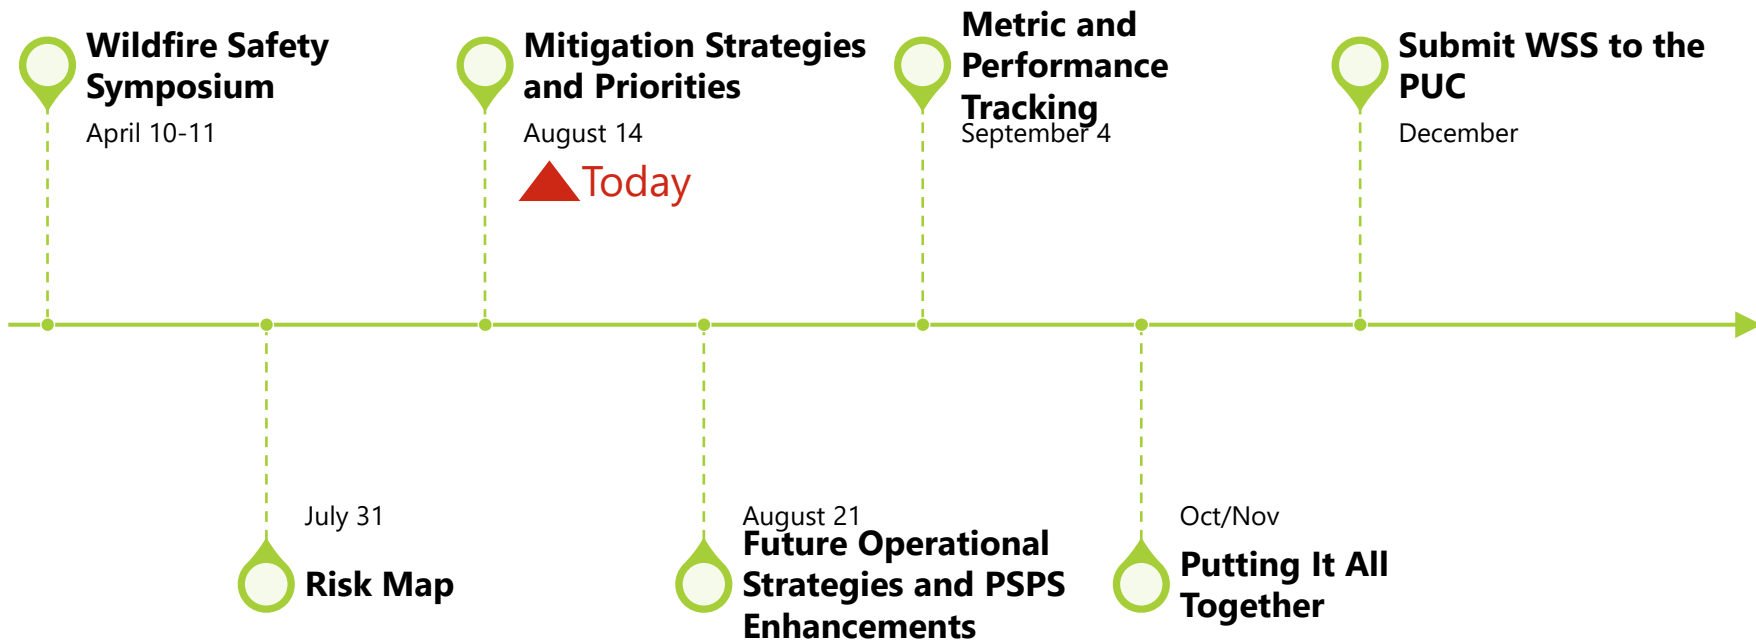 Wildfire Safety
Symposium
April 10-11
Mitigation Strategies
and Priorities
August 14
Today
Metric and
Performance
Tracking
September 4
Submit WSS to the
PUC
December
July 31
Risk Map
August 21
Future Operational
Strategies and PSPS
Enhancements
Oct/Nov
Putting It All
Together